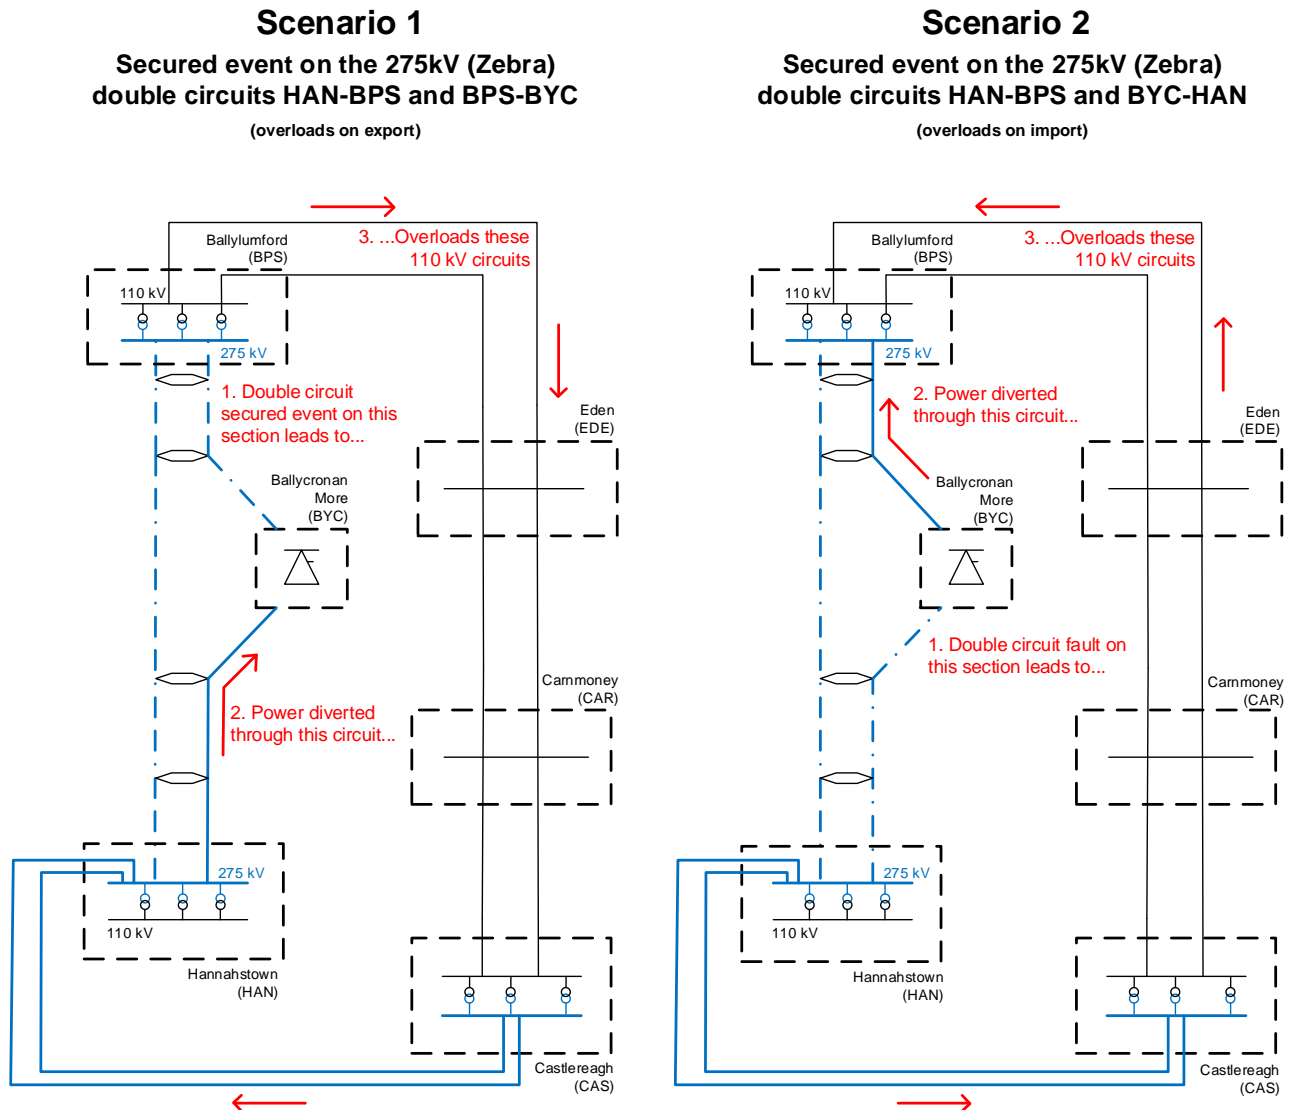 Scenario 1
Secured event on the 275kV (Zebra)
double circuits HAN-BPS and BPS-BYC
(overloads on export)
Ballylumford
(BPS)
3. ...Overloads these
110 kV circuits
110 kV
275 kV
1. Double circuit
secured event on this
section leads to...
Eden
(EDE)
Ballycronan
More
(BYC)
Carnmoney
(CAR)
2. Power diverted
through this circuit...
275 kV
110 kV
Hannahstown
(HAN)
Castlereagh
(CAS)
Scenario 2
Secured event on the 275kV (Zebra)
double circuits HAN-BPS and BYC-HAN
(overloads on import)
Ballylumford
(BPS)
3. ...Overloads these
110 kV circuits
110 kV
275 kV
2. Power diverted
through this circuit...
Eden
(EDE)
Ballycronan
More
(BYC)
1. Double circuit fault on
this section leads to...
Carnmoney
(CAR)
275 kV
110 kV
Hannahstown
(HAN)
Castlereagh
(CAS)